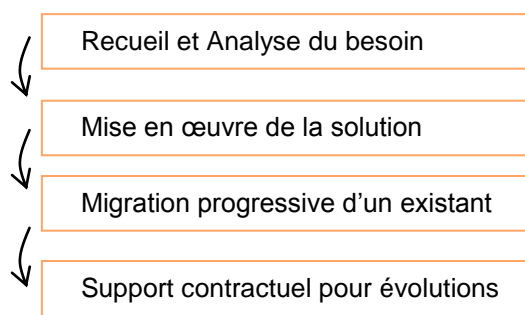 Recueil et Analyse du besoin
Mise en œuvre de la solution
Migration progressive d’un existant
Support contractuel pour évolutions